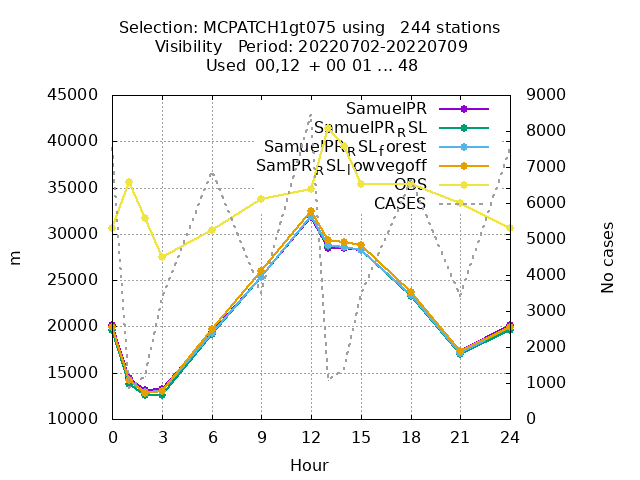 Selection: MCPATCH1gt075 using   244 stations
Visibility   Period: 20220702-20220709
Used  00,12  + 00 01 ... 48
45000
40000
35000
30000
25000
20000
15000
10000
m
9000
8000
7000
6000
5000
4000
3000
2000
1000
0
No cases
SamuelPR
SamuelPR_RSL
SamuelPR_RSL_forest
SamPR_RSL_lowvegoff
OBS
CASES
0 3 6 9 12 15 18 21 24
Hour